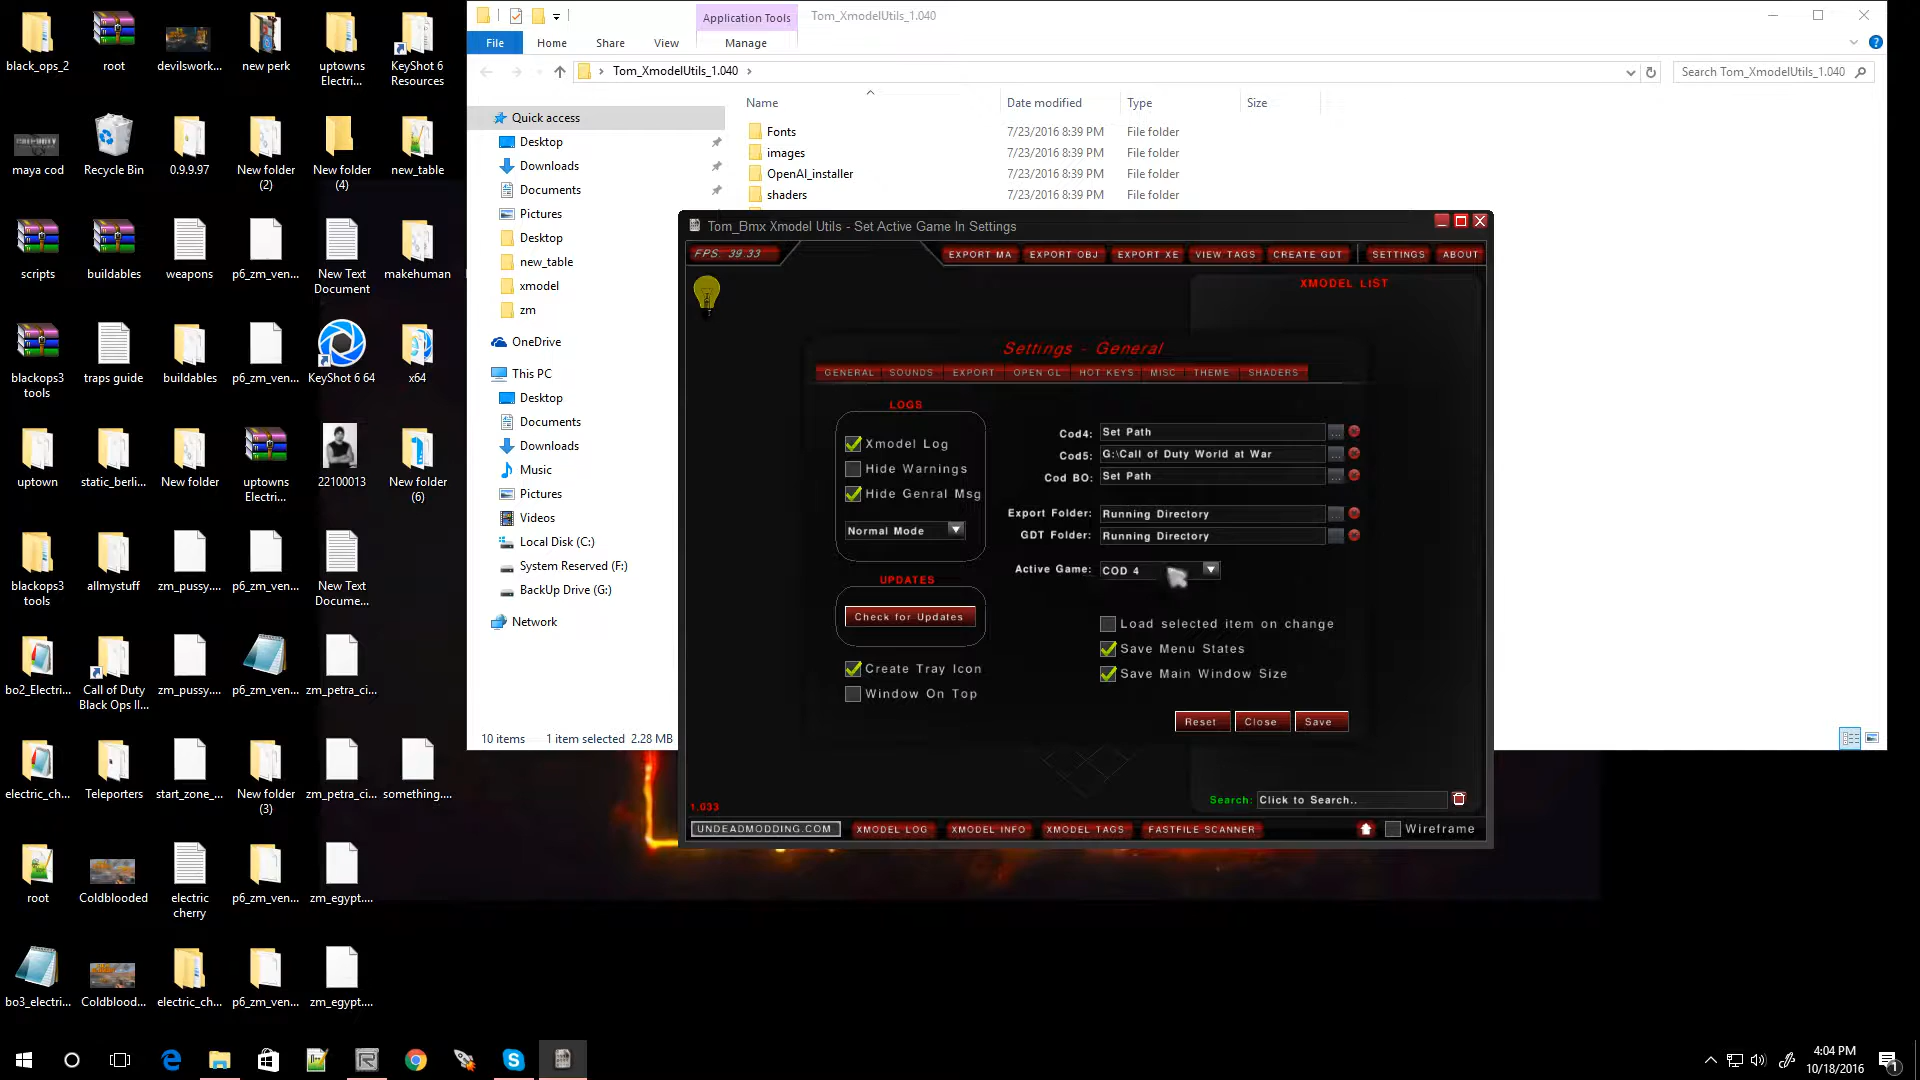 black_ops_2
root
devilswork...
new perk
uptowns
Electri...
KeyShot 6
Resources
maya cod
Recycle Bin
0.9.9.97
New folder
(2)
New folder
(4)
new_table
scripts
buildables
weapons
p6_zm_ven...
New Text
Document
makehuman
blackops3
tools
traps guide
buildables
p6_zm_ven...
KeyShot 6 64
x64
uptown
static_berli...
New folder
uptowns
Electri...
22100013
New folder
(6)
blackops3
tools
allmystuff
zm_pussy....
p6_zm_ven...
New Text
Docume...
bo2_Electri...
Call of Duty
Black Ops II...
zm_pussy....
p6_zm_ven...
zm_petra_ci...
electric_ch...
Teleporters
start_zone_...
New folder
(3)
zm_petra_ci...
something....
root
Coldblooded
electric
cherry
p6_zm_ven...
zm_egypt....
bo3_electri...
Coldblood...
electric_ch...
p6_zm_ven...
zm_egypt....
Application Tools
Tom_XmodelUtils_1.040
File
Home
Share
View
Manage
Tom_XmodelUtils_1.040
Search Tom_XmodelUtils_1.040
Name
Date modified
Type
Size
Quick access
Desktop
Downloads
Documents
Pictures
Desktop
new_table
xmodel
zm
OneDrive
This PC
Desktop
Documents
Downloads
Music
Pictures
Videos
Local Disk (C:)
System Reserved (F:)
BackUp Drive (G:)
Network
Fonts 7/23/2016 8:39 PM File folder
images 7/23/2016 8:39 PM File folder
OpenAl_installer 7/23/2016 8:39 PM File folder
shaders 7/23/2016 8:39 PM File folder
10 items 1 item selected 2.28 MB
Tom_Bmx Xmodel Utils - Set Active Game In Settings
FPS: 39.33
EXPORT MA
EXPORT OBJ
EXPORT XE
VIEW TAGS
CREATE GDT
SETTINGS
ABOUT
XMODEL LIST
Settings - General
GENERAL
SOUNDS
EXPORT
OPEN GL
HOT KEYS
MISC
THEME
SHADERS
LOGS
Xmodel Log
Hide Warnings
Hide Genral Msg
Normal Mode
UPDATES
Check for Updates
Create Tray Icon
Window On Top
Cod4: Set Path ...
Cod5: G:\Call of Duty World at War ...
Cod BO: Set Path ...
Export Folder: Running Directory ...
GDT Folder: Running Directory ...
Active Game: COD 4
Load selected item on change
Save Menu States
Save Main Window Size
Reset
Close
Save
Search: Click to Search..
1.033
UNDEADMODDING.COM
XMODEL LOG
XMODEL INFO
XMODEL TAGS
FASTFILE SCANNER
Wireframe
4:04 PM
10/18/2016
1